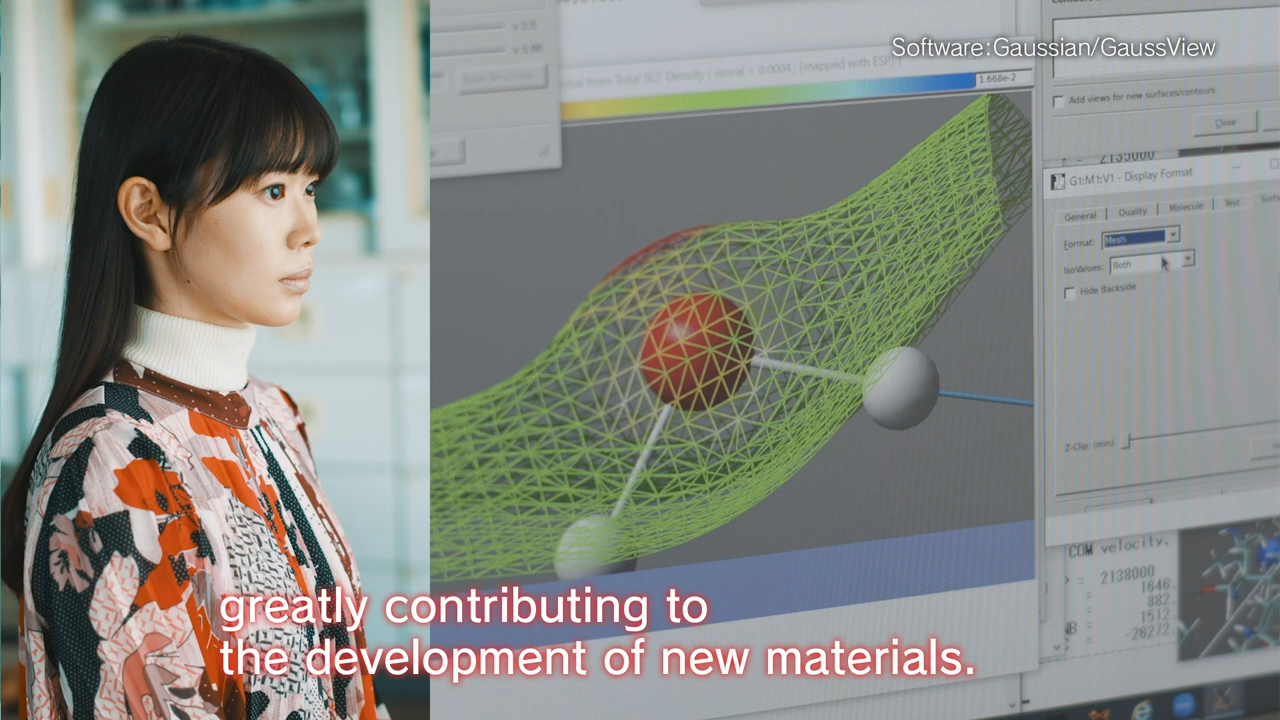 Software:Gaussian/GaussView
1.668e-2
Add views for new surfaces/contours
Close
2135000
G1:M1:V1 - Display Format
General Quality Molecule Text
Format: Mesh
IsoValues: Both
Hide Backside
Z-Clip: (min)
COM velocity.
= 2138000
= 1646.
= 882.
= 1512.
= -26272.
greatly contributing to
the development of new materials.